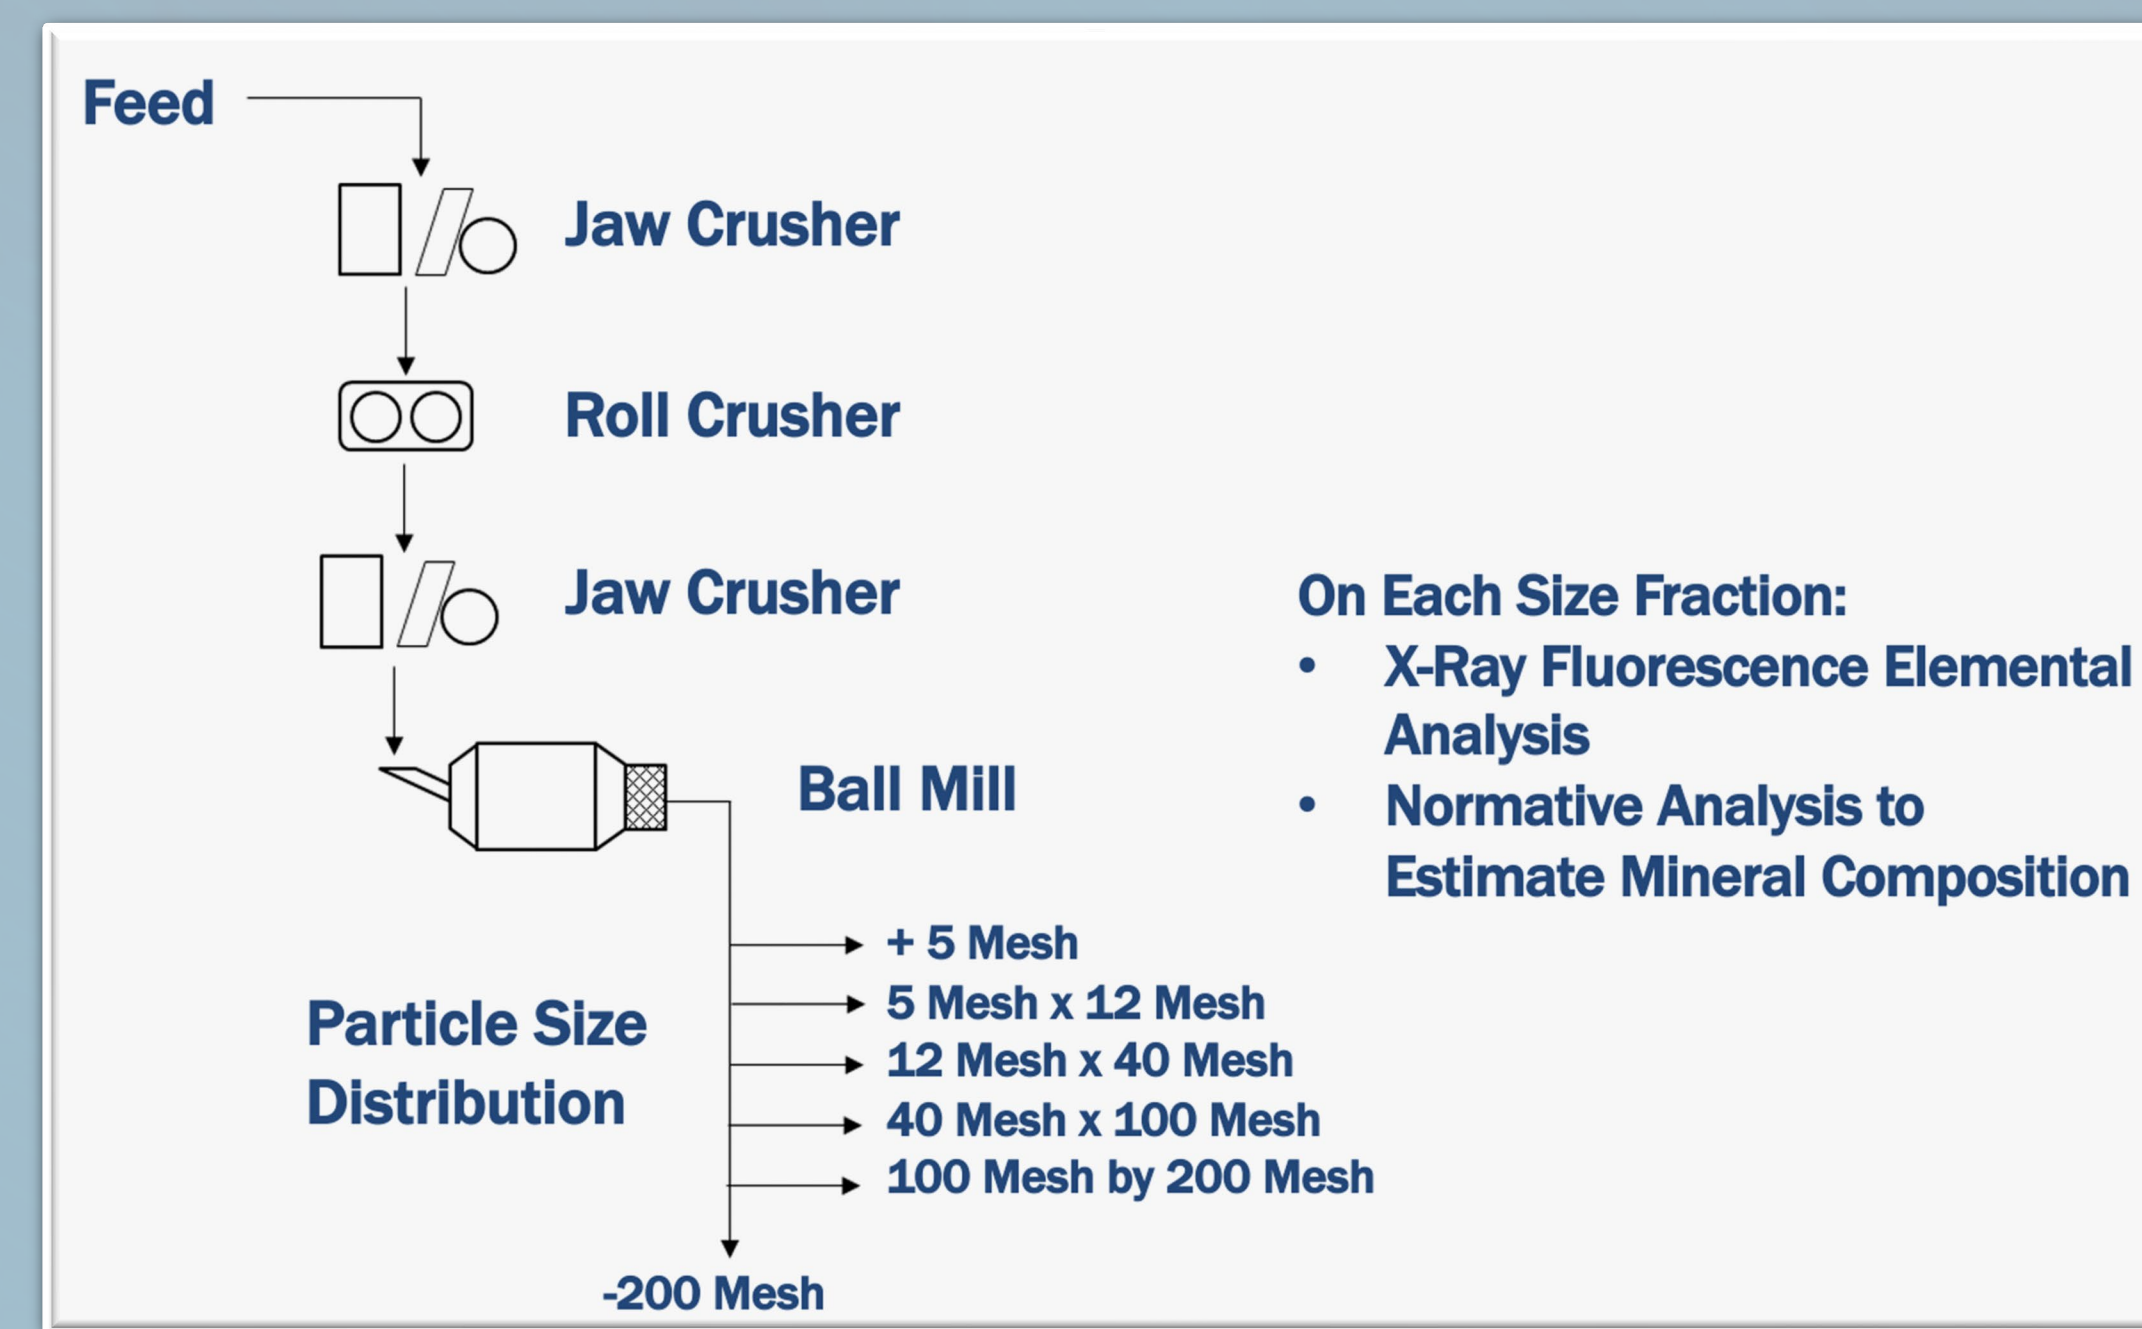 Feed
Jaw Crusher
Roll Crusher
Jaw Crusher
Ball Mill
On Each Size Fraction:
• X-Ray Fluorescence Elemental
Analysis
• Normative Analysis to
Estimate Mineral Composition
Particle Size
Distribution
+ 5 Mesh
5 Mesh x 12 Mesh
12 Mesh x 40 Mesh
40 Mesh x 100 Mesh
100 Mesh by 200 Mesh
-200 Mesh